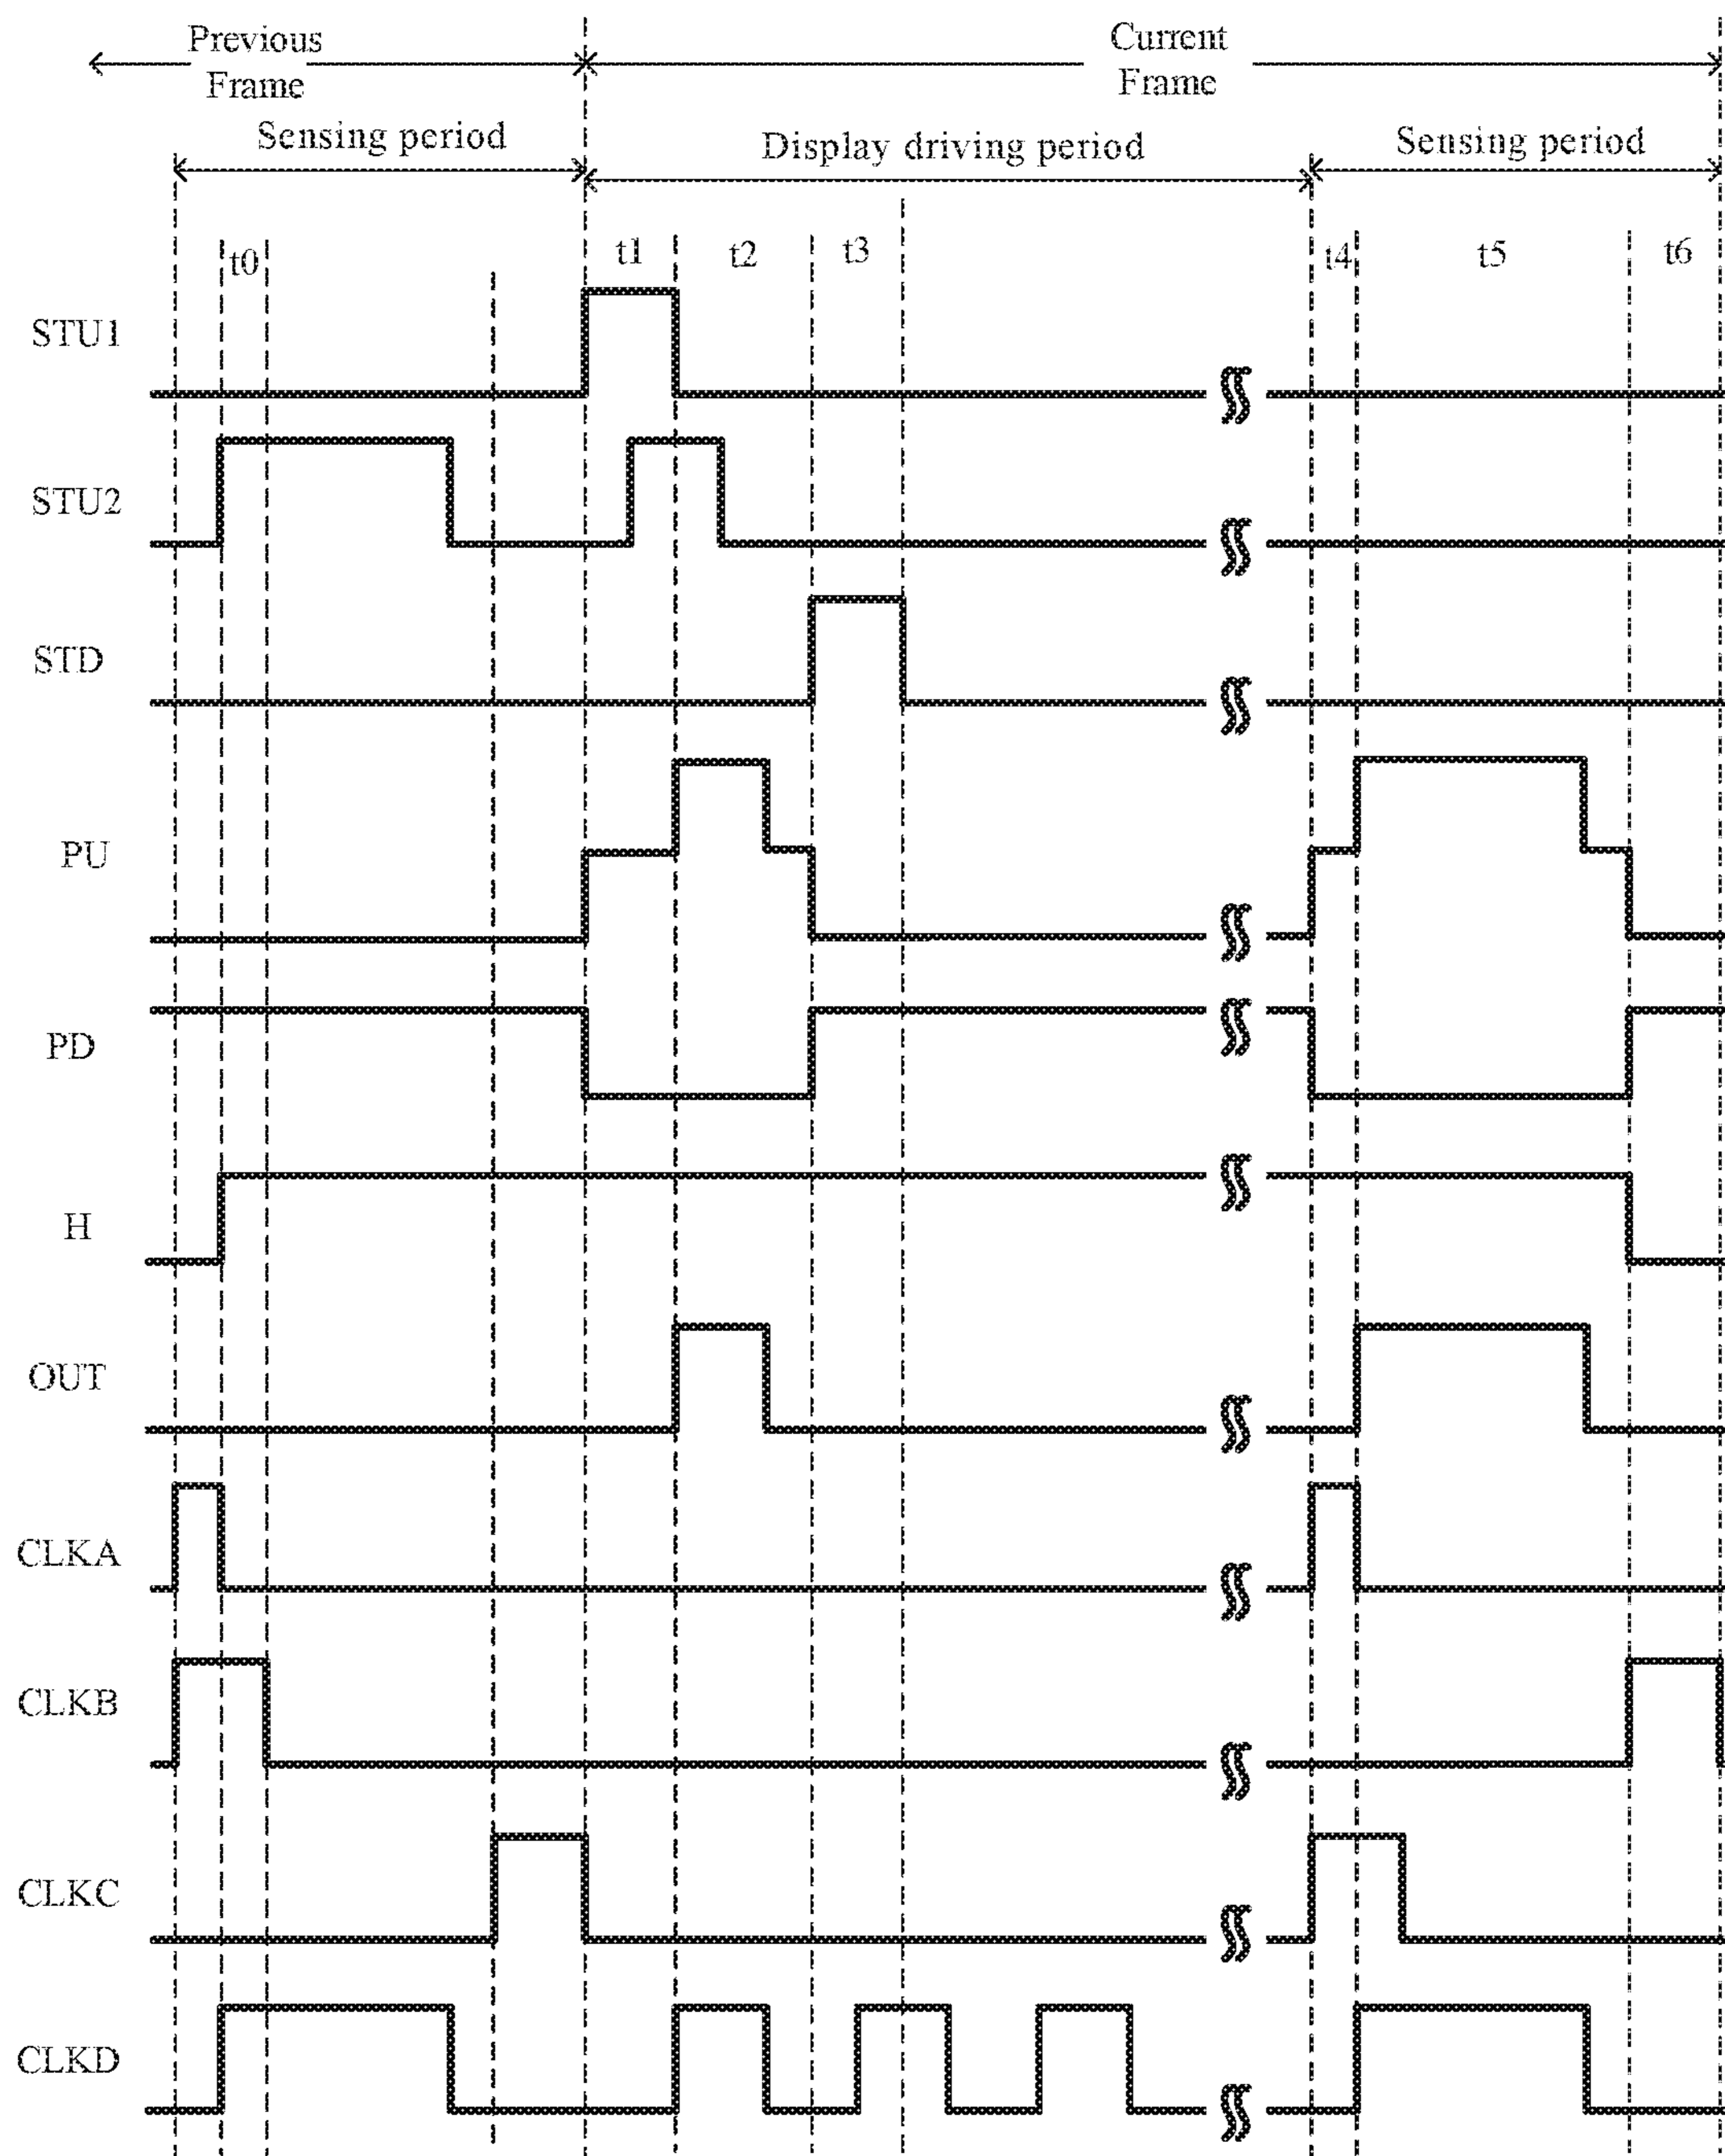 Previous
Frame
Current
Frame
Sensing period
Display driving period
Sensing period
t0
t1
t2
t3
t4
t5
t6
STU1
STU2
STD
PU
PD
H
OUT
CLKA
CLKB
CLKC
CLKD